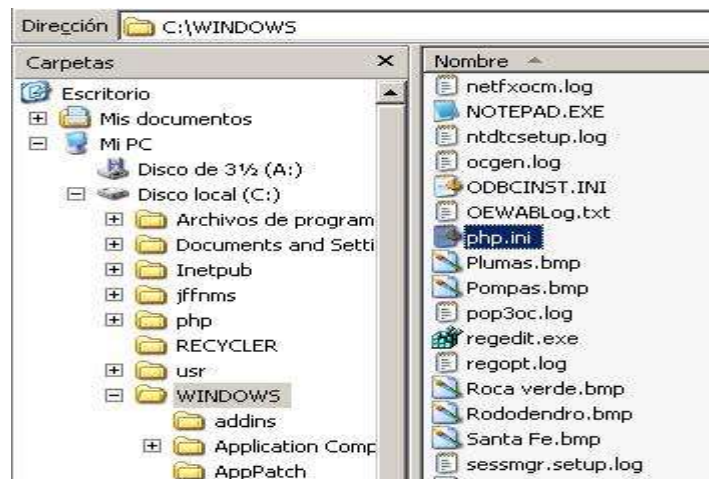 Dirección C:\WINDOWS
Carpetas
Escritorio
Mis documentos
Mi PC
Disco de 3½ (A:)
Disco local (C:)
Archivos de program
Documents and Setti
Inetpub
jffnms
php
RECYCLER
usr
WINDOWS
addins
Application Comp
AppPatch
Nombre
netfxocm.log
NOTEPAD.EXE
ntdtcsetup.log
ocgen.log
ODBCINST.INI
OEWABLog.txt
php.ini
Plumas.bmp
Pompas.bmp
pop3oc.log
regedit.exe
regopt.log
Roca verde.bmp
Rododendro.bmp
Santa Fe.bmp
sessmgr.setup.log